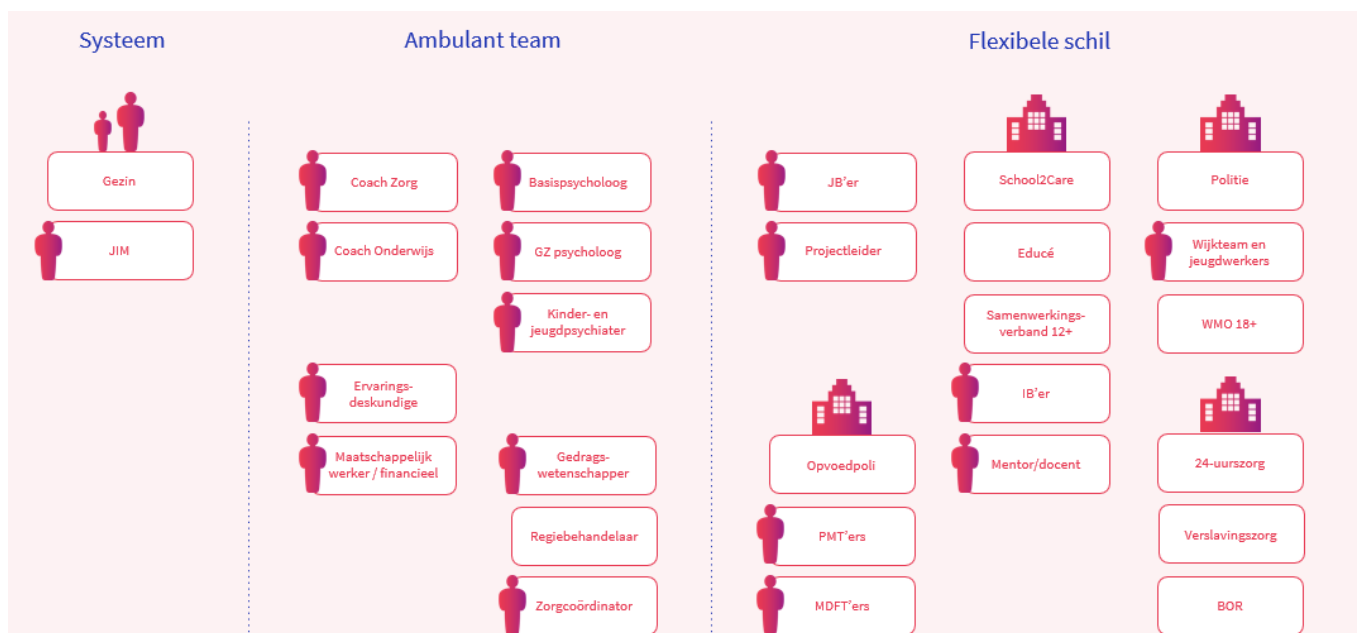 Systeem
Ambulant team
Flexibele schil
Gezin
JIM
Coach Zorg
Coach Onderwijs
Ervarings-
deskundige
Maatschappelijk
werker / financieel
Basispsycholoog
GZ psycholoog
Kinder- en
jeugdpsychiater
Gedrags-
wetenschapper
Regiebehandelaar
Zorgcoördinator
JB'er
Projectleider
Opvoedpoli
PMT'ers
MDFT'ers
School2Care
Educé
Samenwerkings-
verband 12+
IB'er
Mentor/docent
Politie
Wijkteam en
jeugdwerkers
WMO 18+
24-uurszorg
Verslavingszorg
BOR